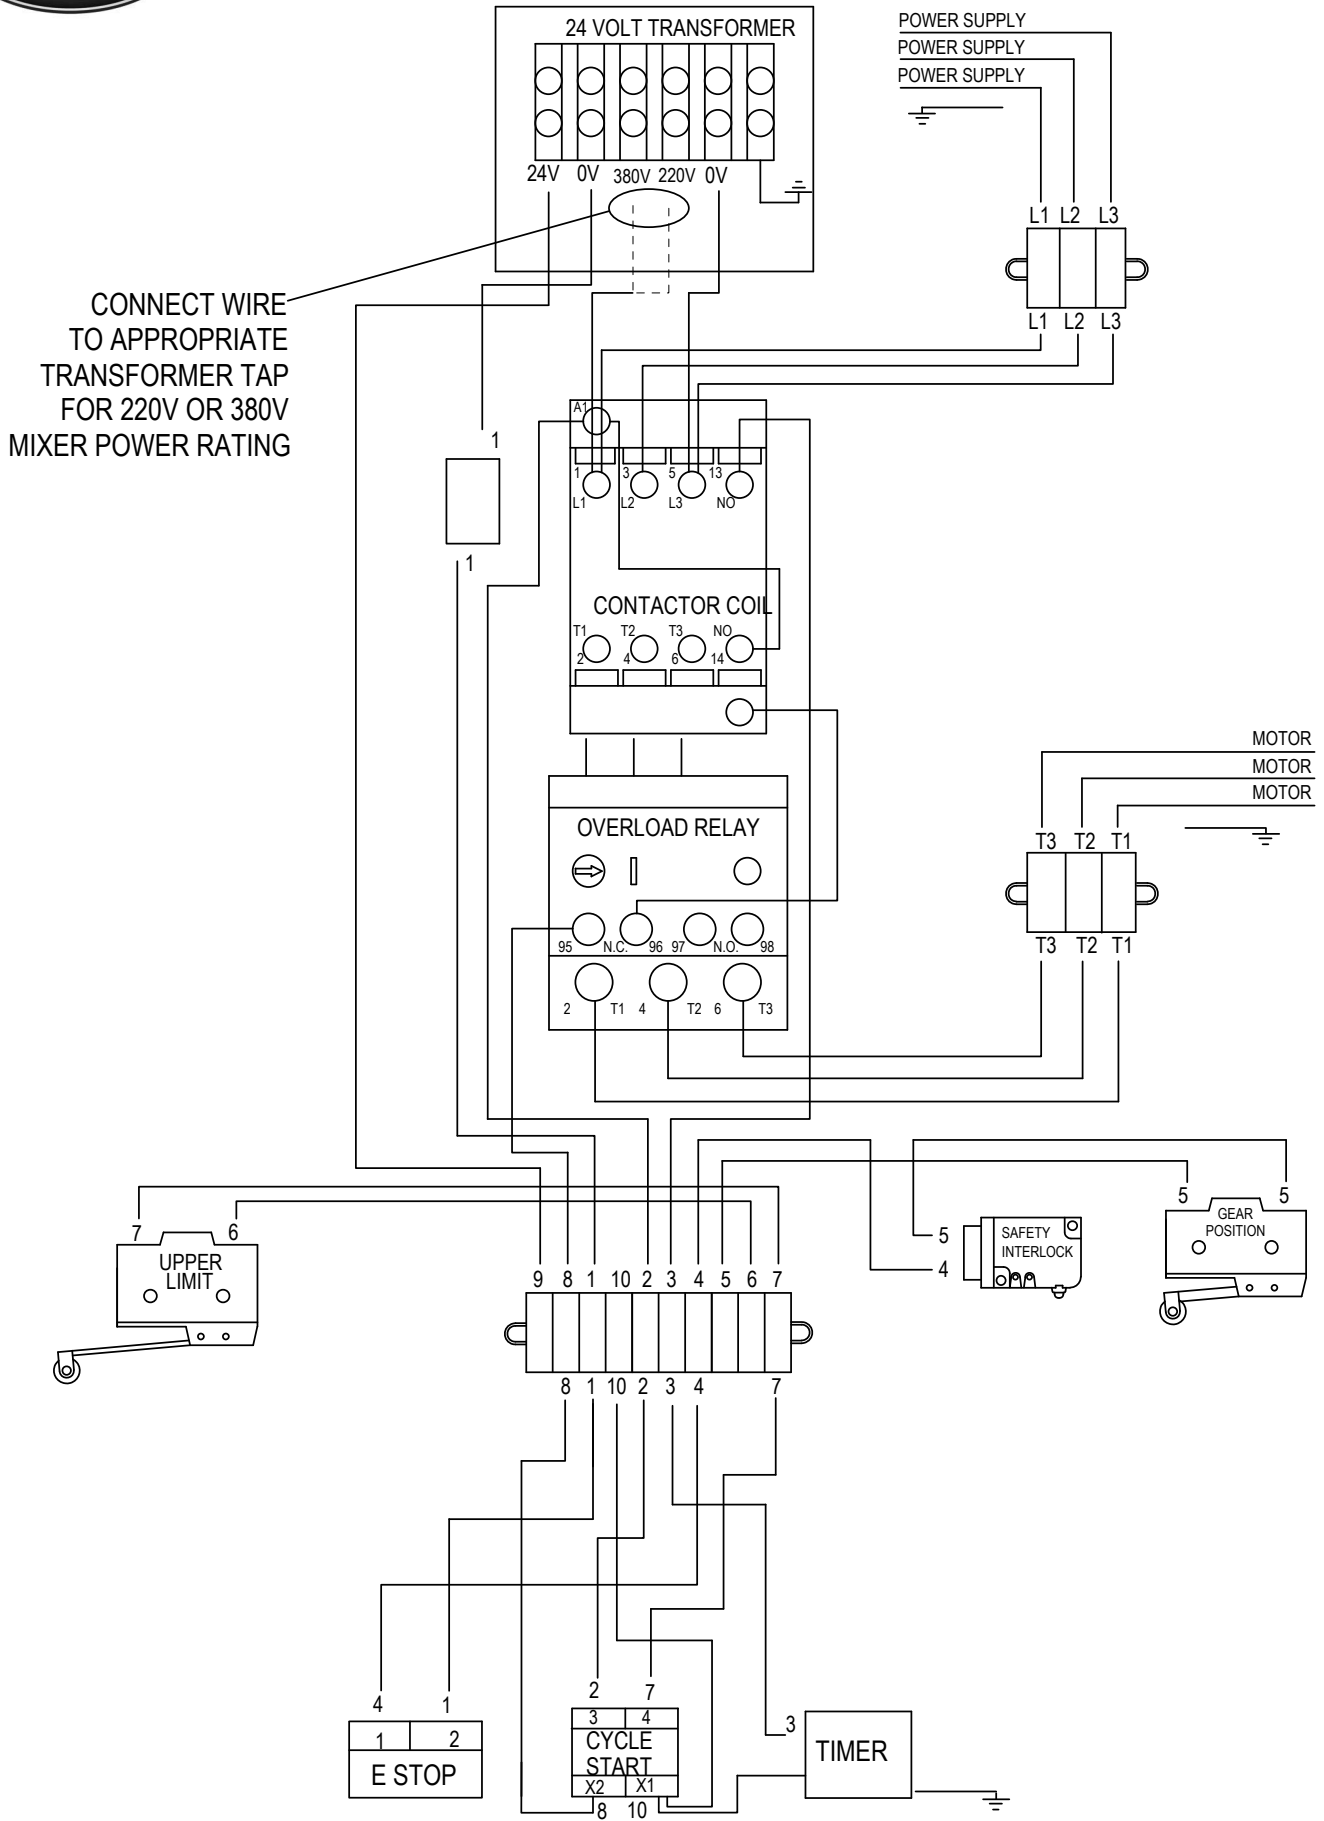 24 VOLT TRANSFORMER
24V 0V 380V 220V 0V
POWER SUPPLY
POWER SUPPLY
POWER SUPPLY
L1 L2 L3
L1 L2 L3
CONNECT WIRE
TO APPROPRIATE
TRANSFORMER TAP
FOR 220V OR 380V
MIXER POWER RATING
1
1
A1
1 3 5 13
L1 L2 L3 NO
CONTACTOR COIL
T1 T2 T3 NO
2 4 6 14
OVERLOAD RELAY
95 N.C. 96 97 N.O. 98
2 T1 4 T2 6 T3
MOTOR
MOTOR
MOTOR
T3 T2 T1
T3 T2 T1
7 6
UPPER
LIMIT
5
4
SAFETY
INTERLOCK
5 5
GEAR
POSITION
9 8 1 10 2 3 4 5 6 7
8 1 10 2 3 4 7
4 1
1 2
E STOP
2 7
3 4
CYCLE
START
X2 X1
8 10
3
TIMER